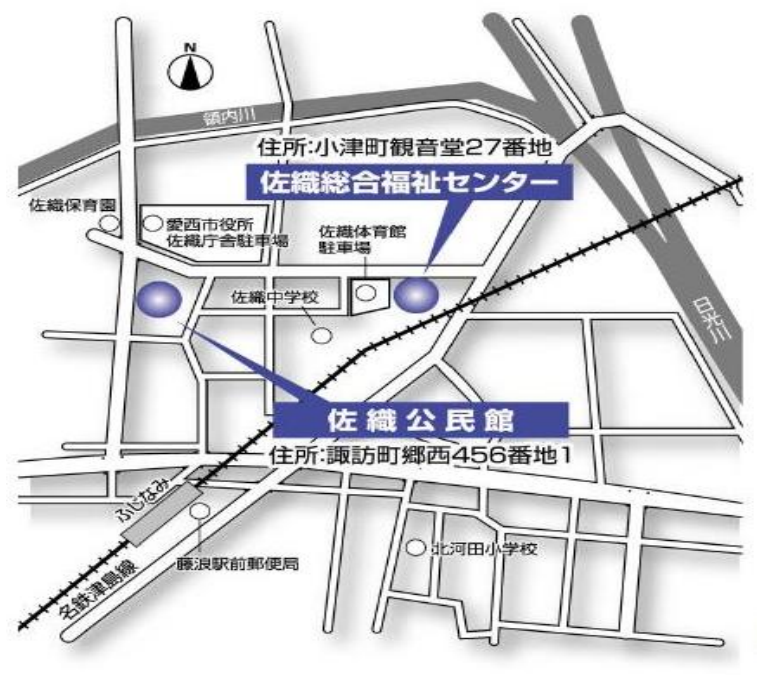 N
領内川
住所:小津町観音堂27番地
佐織総合福祉センター
佐織保育園
愛西市役所
佐織庁舎駐車場
佐織体育館
駐車場
佐織中学校
日光川
佐織公民館
住所:諏訪町郷西456番地1
ふじなみ
藤浪駅前郵便局
北河田小学校
名鉄津島線